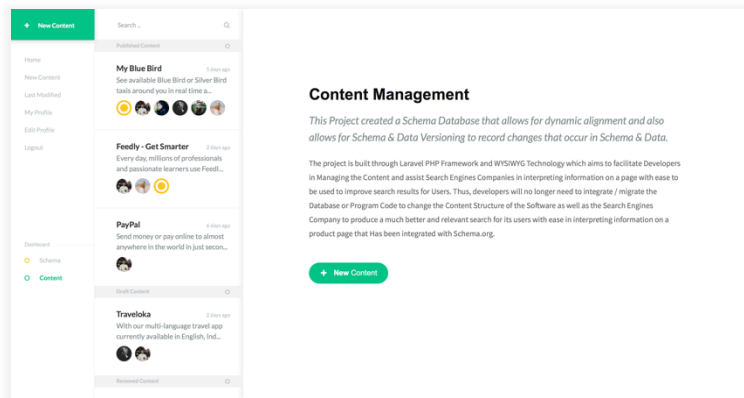 + New Content
Home
New Content
Last Modified
My Profile
Edit Profile
Logout
Dashboard
Schema
Content
Search ..
Published Content
My Blue Bird 5 days ago
See available Blue Bird or Silver Bird
taxis around you in real time a...
Feedly - Get Smarter 2 days ago
Every day, millions of professionals
and passionate learners use Feedl...
PayPal 6 days ago
Send money or pay online to almost
anywhere in the world in just secon...
Draft Content
Traveloka 2 days ago
With our multi-language travel app
currently available in English, Ind...
Reviewed Content
Content Management
This Project created a Schema Database that allows for dynamic alignment and also
allows for Schema & Data Versioning to record changes that occur in Schema & Data.
The project is built through Laravel PHP Framework and WYSIWYG Technology which aims to facilitate Developers
in Managing the Content and assist Search Engines Companies in interpreting information on a page with ease to
be used to improve search results for Users. Thus, developers will no longer need to integrate / migrate the
Database or Program Code to change the Content Structure of the Software as well as the Search Engines
Company to produce a much better and relevant search for its users with ease in interpreting information on a
product page that Has been integrated with Schema.org.
+ New Content